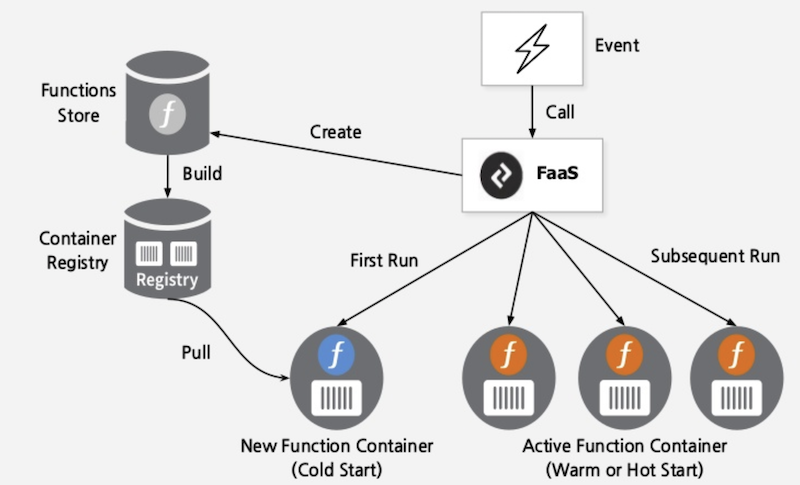 Event
Functions
Store
f
Call
Create
FaaS
Build
Container
Registry
Registry
First Run
Subsequent Run
Pull
f
f
f
f
New Function Container
(Cold Start)
Active Function Container
(Warm or Hot Start)